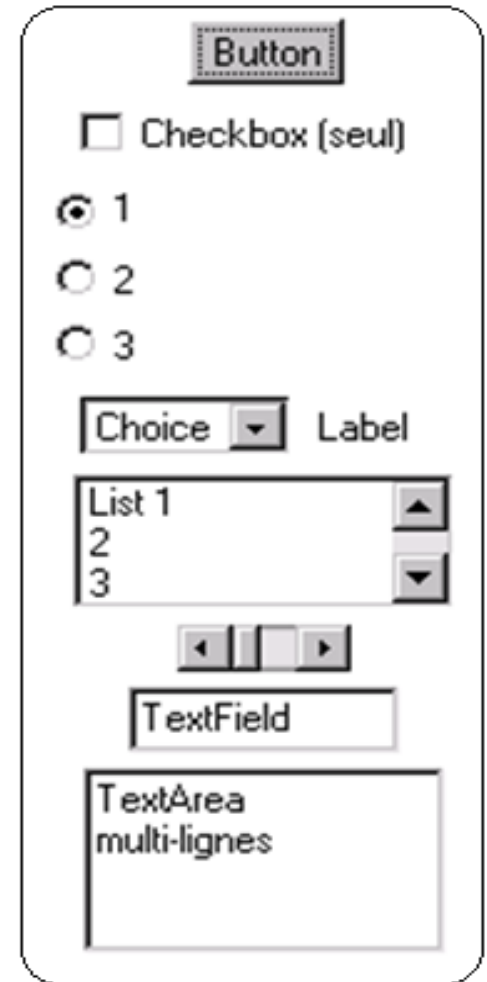 Button
Checkbox (seul)
1
2
3
Choice Label
List 1
2
3
TextField
TextArea
multi-lignes